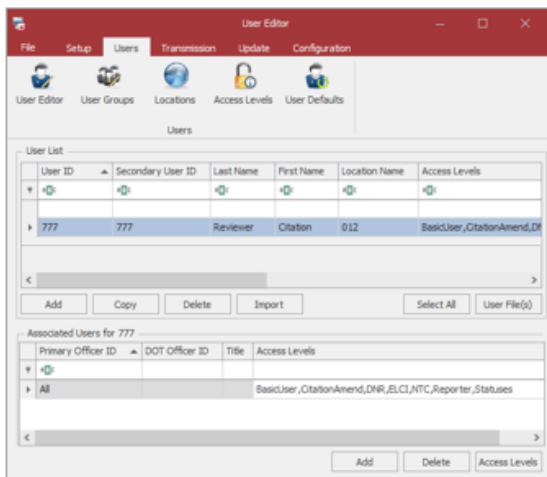 User Editor
File Setup Users Transmission Update Configuration
User Editor User Groups Locations Access Levels User Defaults
Users
User List
User ID Secondary User ID Last Name First Name Location Name Access Levels
777 777 Reviewer Citation 012 BasicUser,CitationAmend,DN
Add Copy Delete Import Select All User File(s)
Associated Users for 777
Primary Officer ID DOT Officer ID Title Access Levels
All BasicUser,CitationAmend,DNR,ELCI,NTC,Reporter,Statuses
Add Delete Access Levels